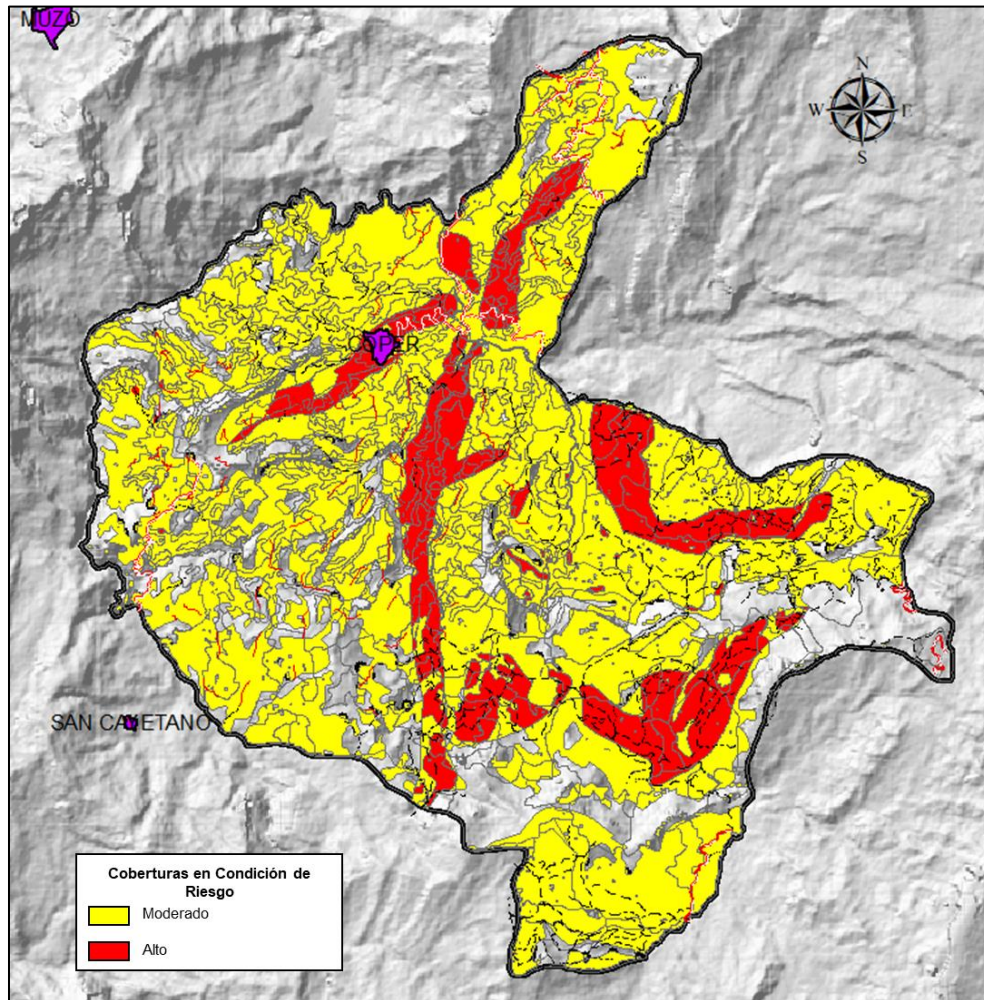 MUZO
N
W
E
S
COPER
SAN CAYETANO
Coberturas en Condición de
Riesgo
Moderado
Alto